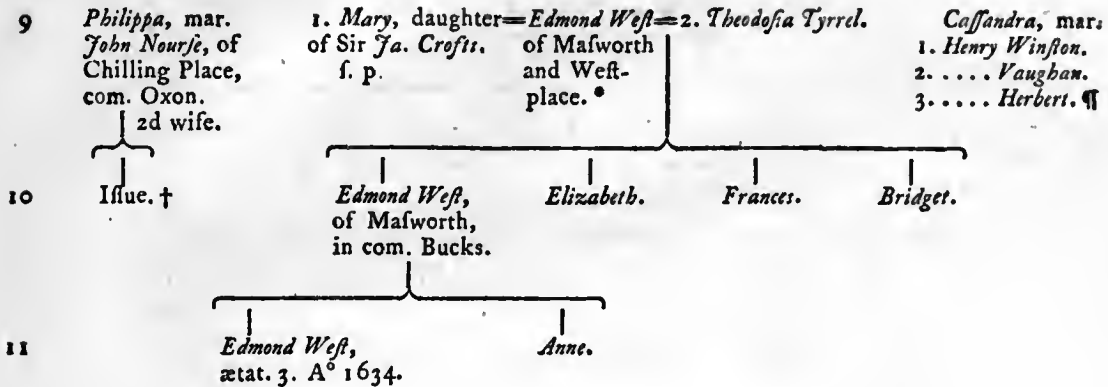 9 Philippa, mar. 1. Mary, daughter=Edmond Weſt=2. Theodoſia Tyrrel. Caſſandra, mar:
John Nourſe, of of Sir Ja. Crofts. of Maſworth 1. Henry Winſton.
Chilling Place, ſ. p. and Weſt- 2. . . . . Vaughan.
com. Oxon. place. * 3. . . . . Herbert. ¶
2d wife.
10 Iſſue. † Edmond Weſt, Elizabeth. Frances. Bridget.
of Maſworth,
in com. Bucks.
11 Edmond Weſt, Anne.
ætat. 3. A° 1634.